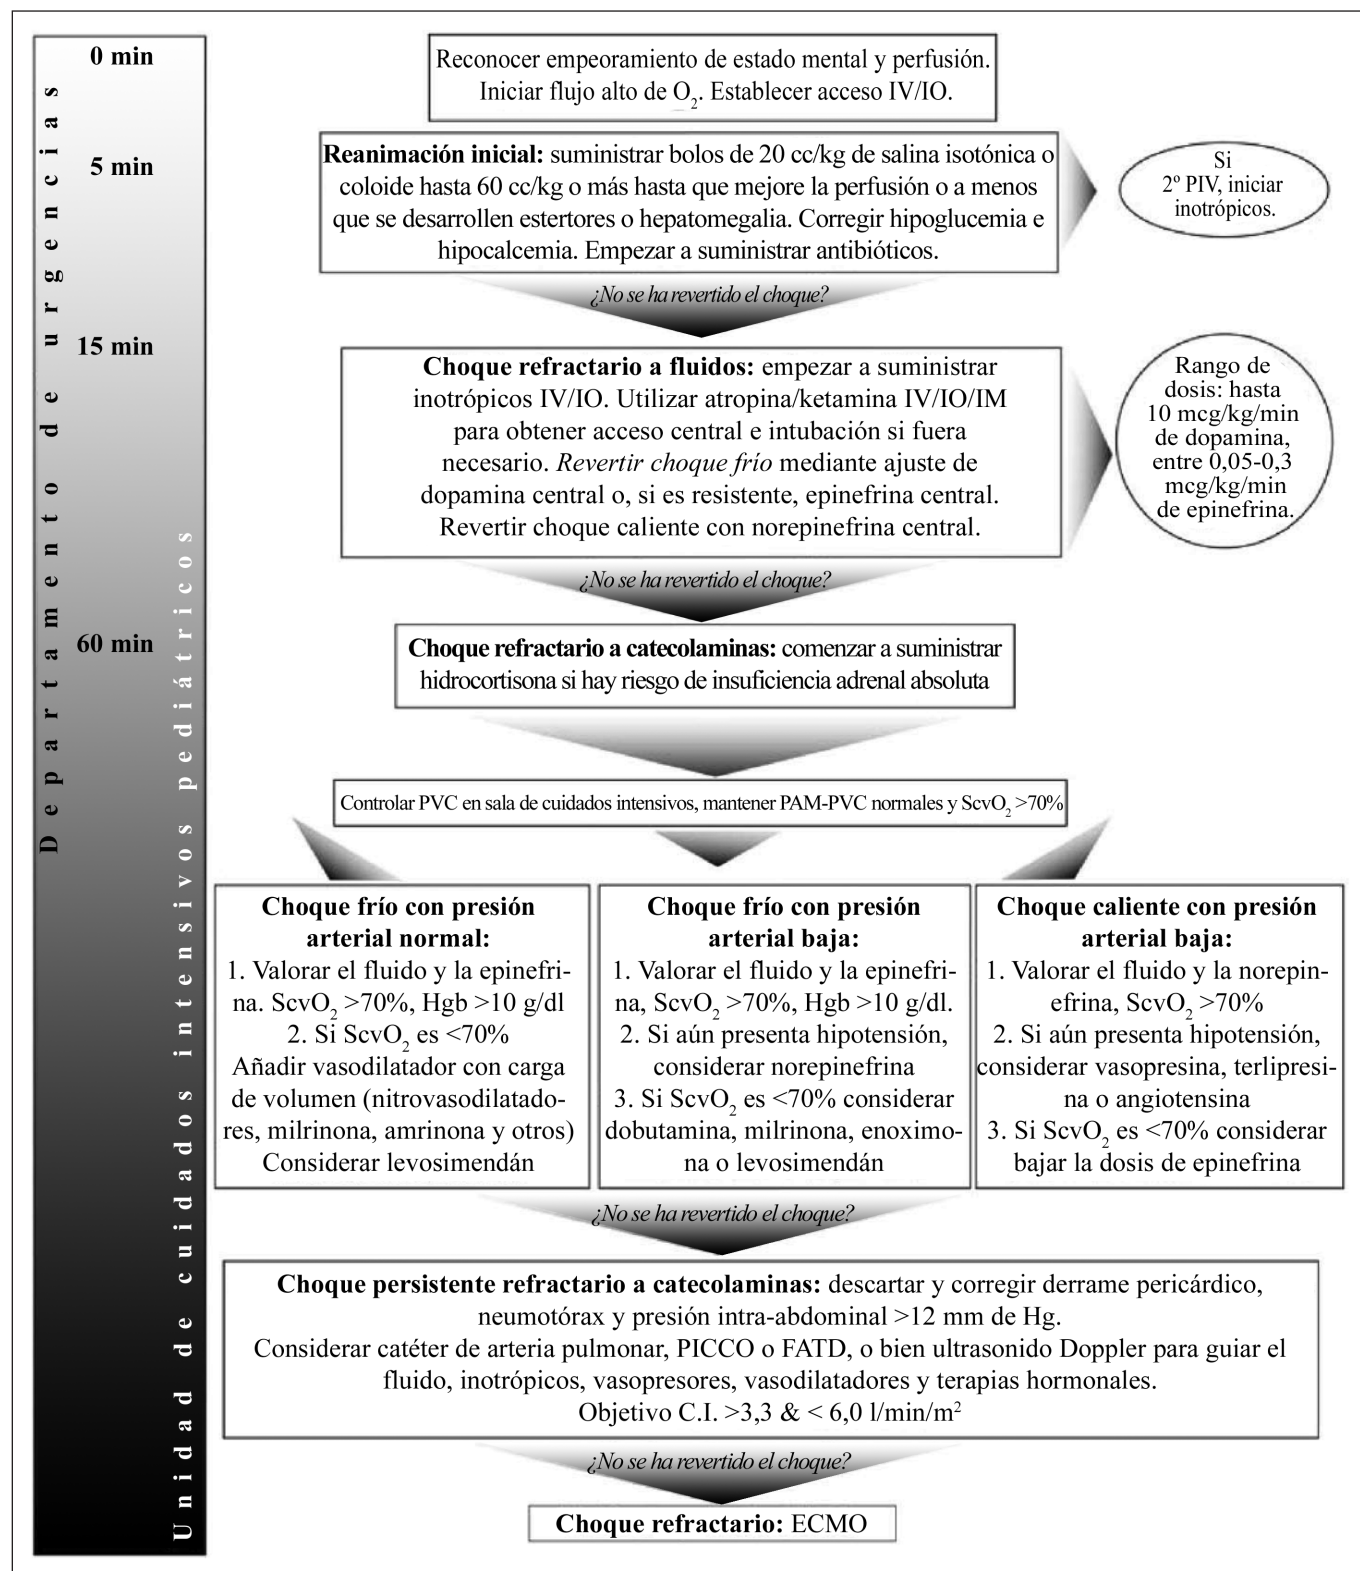 0 min
5 min
15 min
60 min
Departamento de urgencias
Unidad de cuidados intensivos pediátricos
Reconocer empeoramiento de estado mental y perfusión.
Iniciar flujo alto de O₂. Establecer acceso IV/IO.
Reanimación inicial: suministrar bolos de 20 cc/kg de salina isotónica o
coloide hasta 60 cc/kg o más hasta que mejore la perfusión o a menos
que se desarrollen estertores o hepatomegalia. Corregir hipoglucemia e
hipocalcemia. Empezar a suministrar antibióticos.
Si
2º PIV, iniciar
inotrópicos.
¿No se ha revertido el choque?
Choque refractario a fluidos: empezar a suministrar
inotrópicos IV/IO. Utilizar atropina/ketamina IV/IO/IM
para obtener acceso central e intubación si fuera
necesario. Revertir choque frío mediante ajuste de
dopamina central o, si es resistente, epinefrina central.
Revertir choque caliente con norepinefrina central.
Rango de
dosis: hasta
10 mcg/kg/min
de dopamina,
entre 0,05-0,3
mcg/kg/min
de epinefrina.
¿No se ha revertido el choque?
Choque refractario a catecolaminas: comenzar a suministrar
hidrocortisona si hay riesgo de insuficiencia adrenal absoluta
Controlar PVC en sala de cuidados intensivos, mantener PAM-PVC normales y ScvO₂ >70%
Choque frío con presión
arterial normal:
1. Valorar el fluido y la epinefri-
na. ScvO₂ >70%, Hgb >10 g/dl
2. Si ScvO₂ es <70%
Añadir vasodilatador con carga
de volumen (nitrovasodilatado-
res, milrinona, amrinona y otros)
Considerar levosimendán
Choque frío con presión
arterial baja:
1. Valorar el fluido y la epinefri-
na, ScvO₂ >70%, Hgb >10 g/dl.
2. Si aún presenta hipotensión,
considerar norepinefrina
3. Si ScvO₂ es <70% considerar
dobutamina, milrinona, enoximo-
na o levosimendán
Choque caliente con presión
arterial baja:
1. Valorar el fluido y la norepin-
efrina, ScvO₂ >70%
2. Si aún presenta hipotensión,
considerar vasopresina, terlipresi-
na o angiotensina
3. Si ScvO₂ es <70% considerar
bajar la dosis de epinefrina
¿No se ha revertido el choque?
Choque persistente refractario a catecolaminas: descartar y corregir derrame pericárdico,
neumotórax y presión intra-abdominal >12 mm de Hg.
Considerar catéter de arteria pulmonar, PICCO o FATD, o bien ultrasonido Doppler para guiar el
fluido, inotrópicos, vasopresores, vasodilatadores y terapias hormonales.
Objetivo C.I. >3,3 & < 6,0 l/min/m²
¿No se ha revertido el choque?
Choque refractario: ECMO